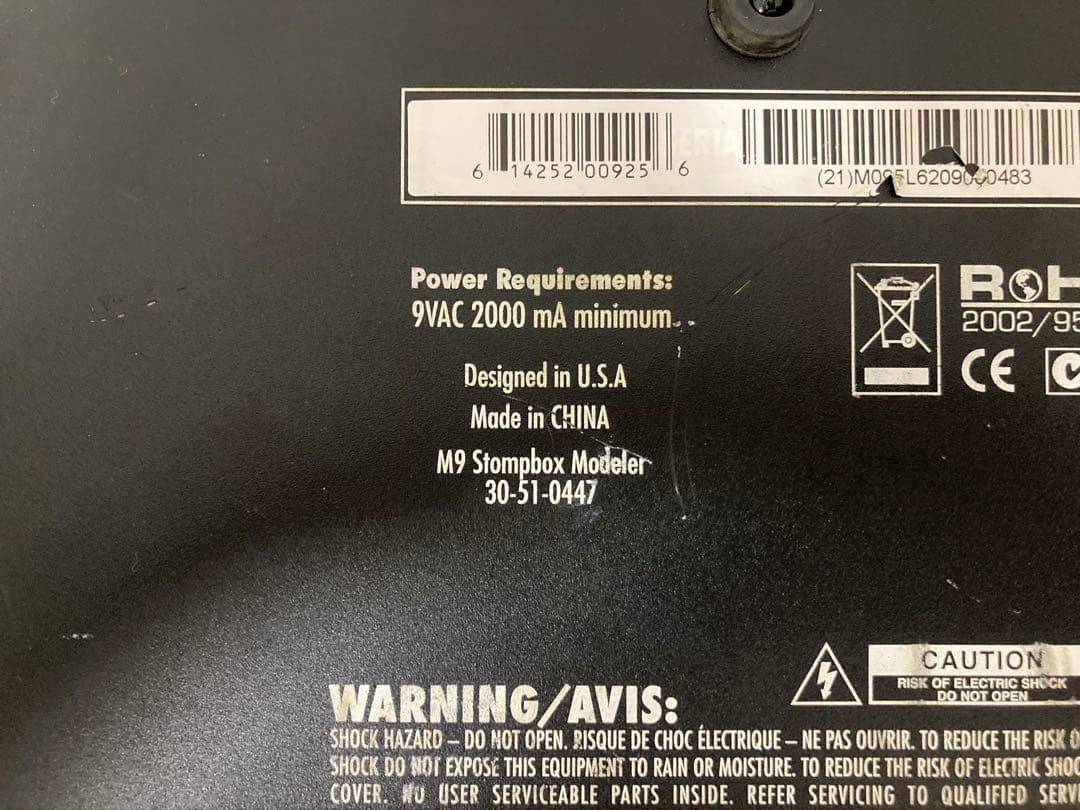 6 14252 00925 6
Power Requirements:
9VAC 2000 mA minimum
2002/95
CE
Designed in U.S.A
Made in CHINA
M9 Stompbox Modeler
30-51-0447
CAUTION
RISK OF ELECTRIC SHOCK
DO NOT OPEN
WARNING/AVIS:
SHOCK HAZARD – DO NOT OPEN. RISQUE DE CHOC ÉLECTRIQUE – NE PAS OUVRIR. TO REDUCE THE RISK
SHOCK DO NOT EXPOSE THIS EQUIPMENT TO RAIN OR MOISTURE. TO REDUCE THE RISK OF ELECTRIC
COVER. NO USER SERVICEABLE PARTS INSIDE. REFER SERVICING TO QUALIFIED